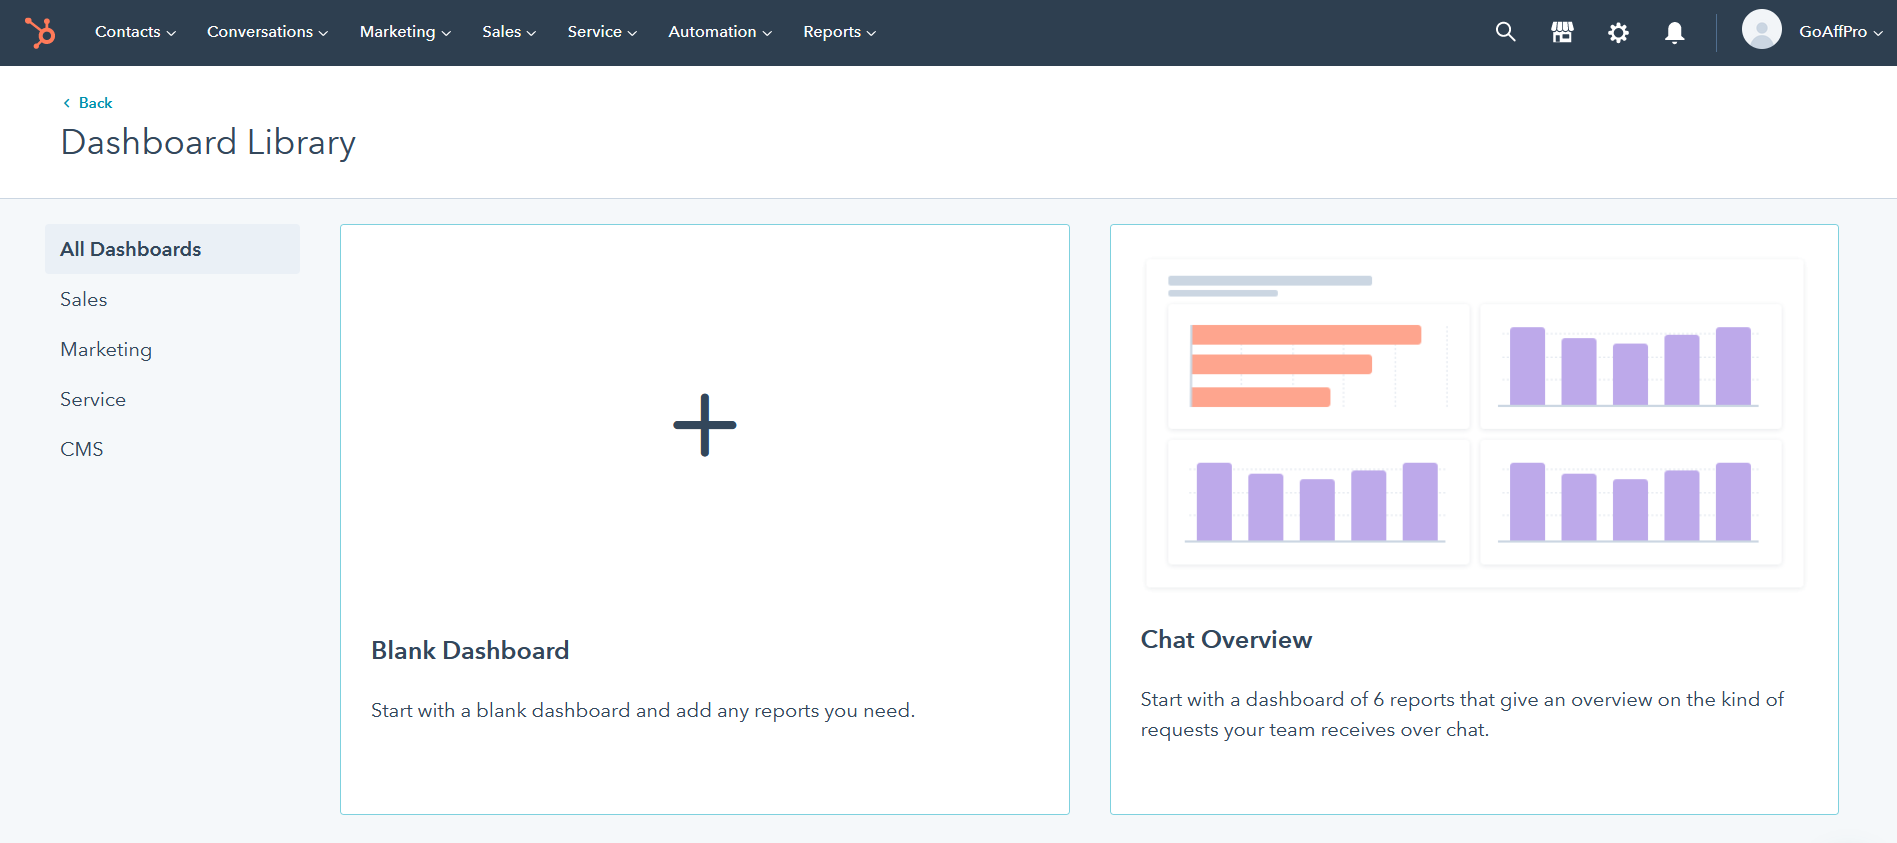 Contacts Conversations Marketing Sales Service Automation Reports GoAffPro
Back
Dashboard Library
All Dashboards
Sales
Marketing
Service
CMS
Blank Dashboard
Start with a blank dashboard and add any reports you need.
Chat Overview
Start with a dashboard of 6 reports that give an overview on the kind of
requests your team receives over chat.